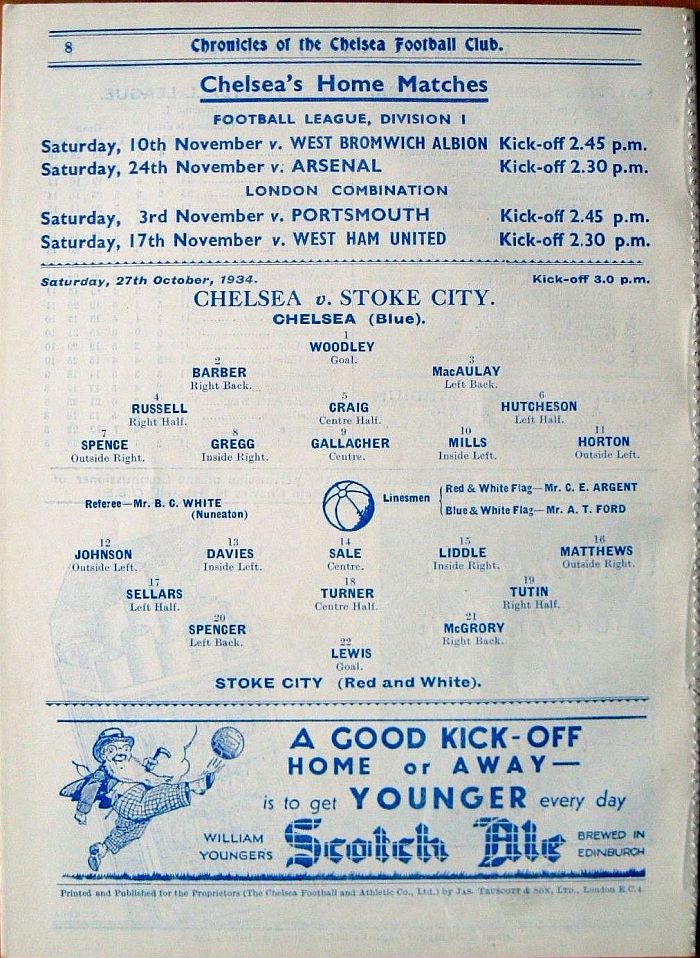 8 Chronicles of the Chelsea Football Club.
Chelsea's Home Matches
FOOTBALL LEAGUE, DIVISION I
Saturday, 10th November v. WEST BROMWICH ALBION Kick-off 2.45 p.m.
Saturday, 24th November v. ARSENAL Kick-off 2.30 p.m.
LONDON COMBINATION
Saturday, 3rd November v. PORTSMOUTH Kick-off 2.45 p.m.
Saturday, 17th November v. WEST HAM UNITED Kick-off 2.30 p.m.
Saturday, 27th October, 1934. Kick-off 3.0 p.m.
CHELSEA v. STOKE CITY.
CHELSEA (Blue).
1
WOODLEY
Goal.
2 3
BARBER MacAULAY
Right Back. Left Back.
4 5 6
RUSSELL CRAIG HUTCHESON
Right Half. Centre Half. Left Half.
7 8 9 10 11
SPENCE GREGG GALLACHER MILLS HORTON
Outside Right. Inside Right. Centre. Inside Left. Outside Left.
Referee—Mr. B. C. WHITE
(Nuneaton)
Linesmen
Red & White Flag—Mr. C. E. ARGENT
Blue & White Flag—Mr. A. T. FORD
12 13 14 15 16
JOHNSON DAVIES SALE LIDDLE MATTHEWS
Outside Left. Inside Left. Centre. Inside Right. Outside Right.
17 18 19
SELLARS TURNER TUTIN
Left Half. Centre Half. Right Half.
20 21
SPENCER McGRORY
Left Back. Right Back.
22
LEWIS
Goal.
STOKE CITY (Red and White).
A GOOD KICK-OFF
HOME or AWAY—
is to get YOUNGER every day
WILLIAM YOUNGER'S Scotch Ale BREWED IN EDINBURGH
Printed and Published for the Proprietors (The Chelsea Football and Athletic Co., Ltd.) by JAS. TRUSCOTT & SON, LTD., London E.C.4.